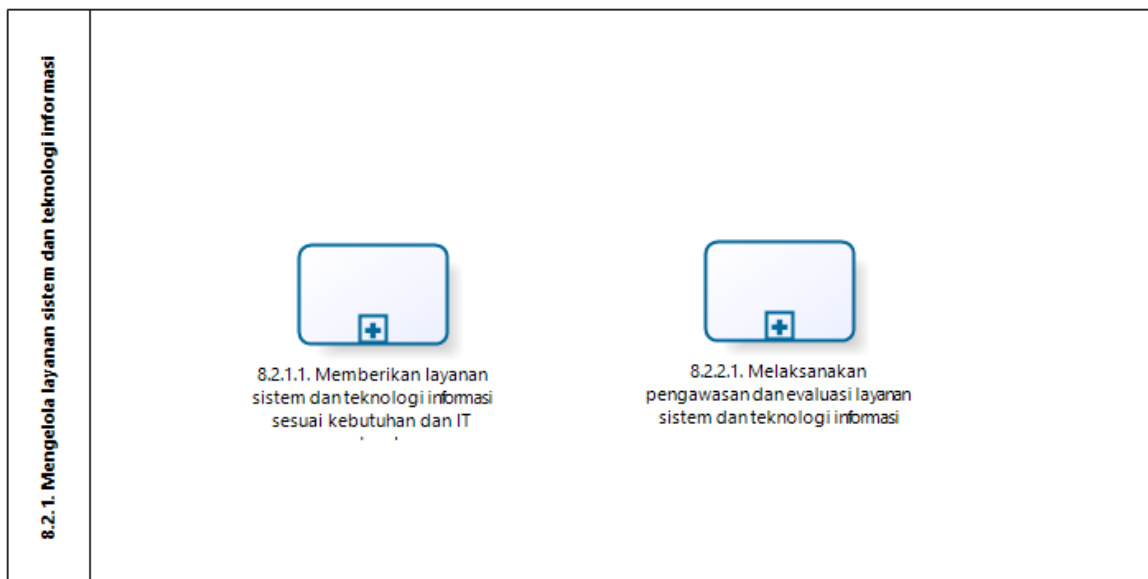 8.2.1. Mengelola layanan sistem dan teknologi informasi
8.2.1.1. Memberikan layanan
sistem dan teknologi informasi
sesuai kebutuhan dan IT
8.2.2.1. Melaksanakan
pengawasan dan evaluasi layanan
sistem dan teknologi informasi